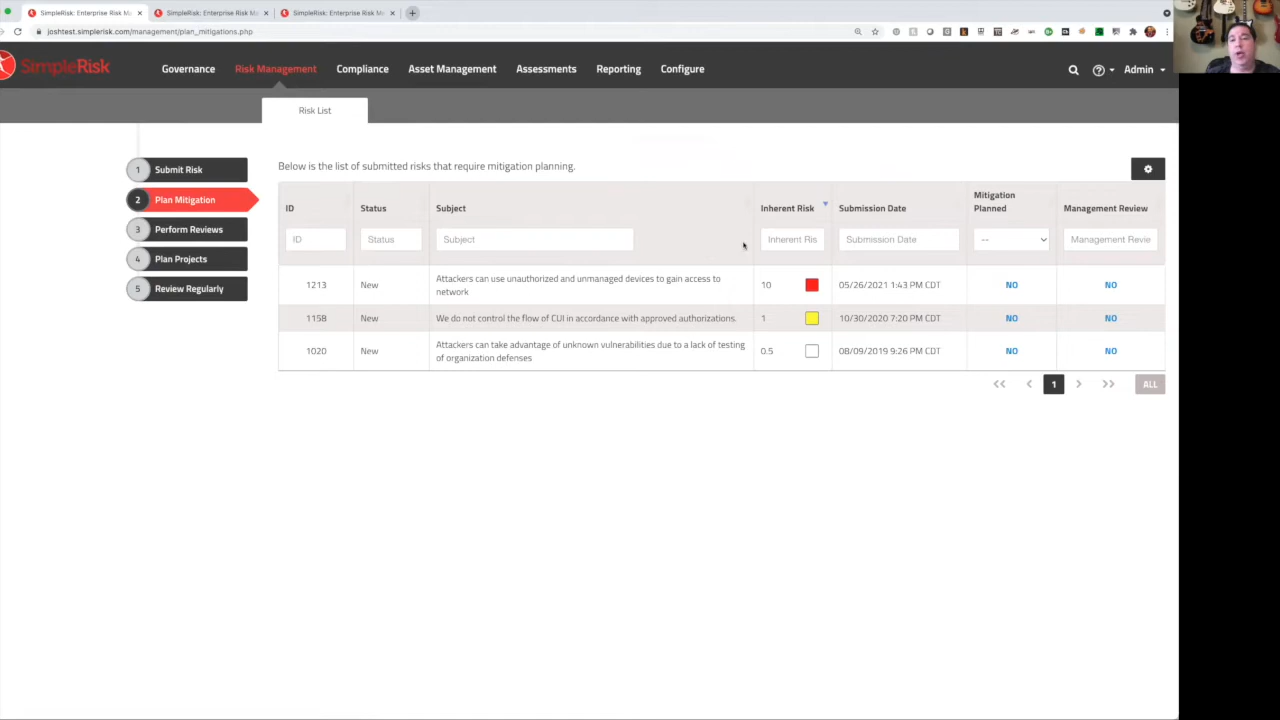 SimpleRisk: Enterprise Risk Ma
SimpleRisk: Enterprise Risk Ma
SimpleRisk: Enterprise Risk Ma
joshtest.simplerisk.com/management/plan_mitigations.php
SimpleRisk
Governance
Risk Management
Compliance
Asset Management
Assessments
Reporting
Configure
Admin
Risk List
1 Submit Risk
2 Plan Mitigation
3 Perform Reviews
4 Plan Projects
5 Review Regularly
Below is the list of submitted risks that require mitigation planning.
ID
Status
Subject
Inherent Risk
Submission Date
Mitigation
Planned
Management Review
ID
Status
Subject
Inherent Ris
Submission Date
--
Management Revie
1213
New
Attackers can use unauthorized and unmanaged devices to gain access to
network
10
05/26/2021 1:43 PM CDT
NO
NO
1158
New
We do not control the flow of CUI in accordance with approved authorizations.
1
10/30/2020 7:20 PM CDT
NO
NO
1020
New
Attackers can take advantage of unknown vulnerabilities due to a lack of testing
of organization defenses
0.5
08/09/2019 9:26 PM CDT
NO
NO
<< < 1 > >> ALL